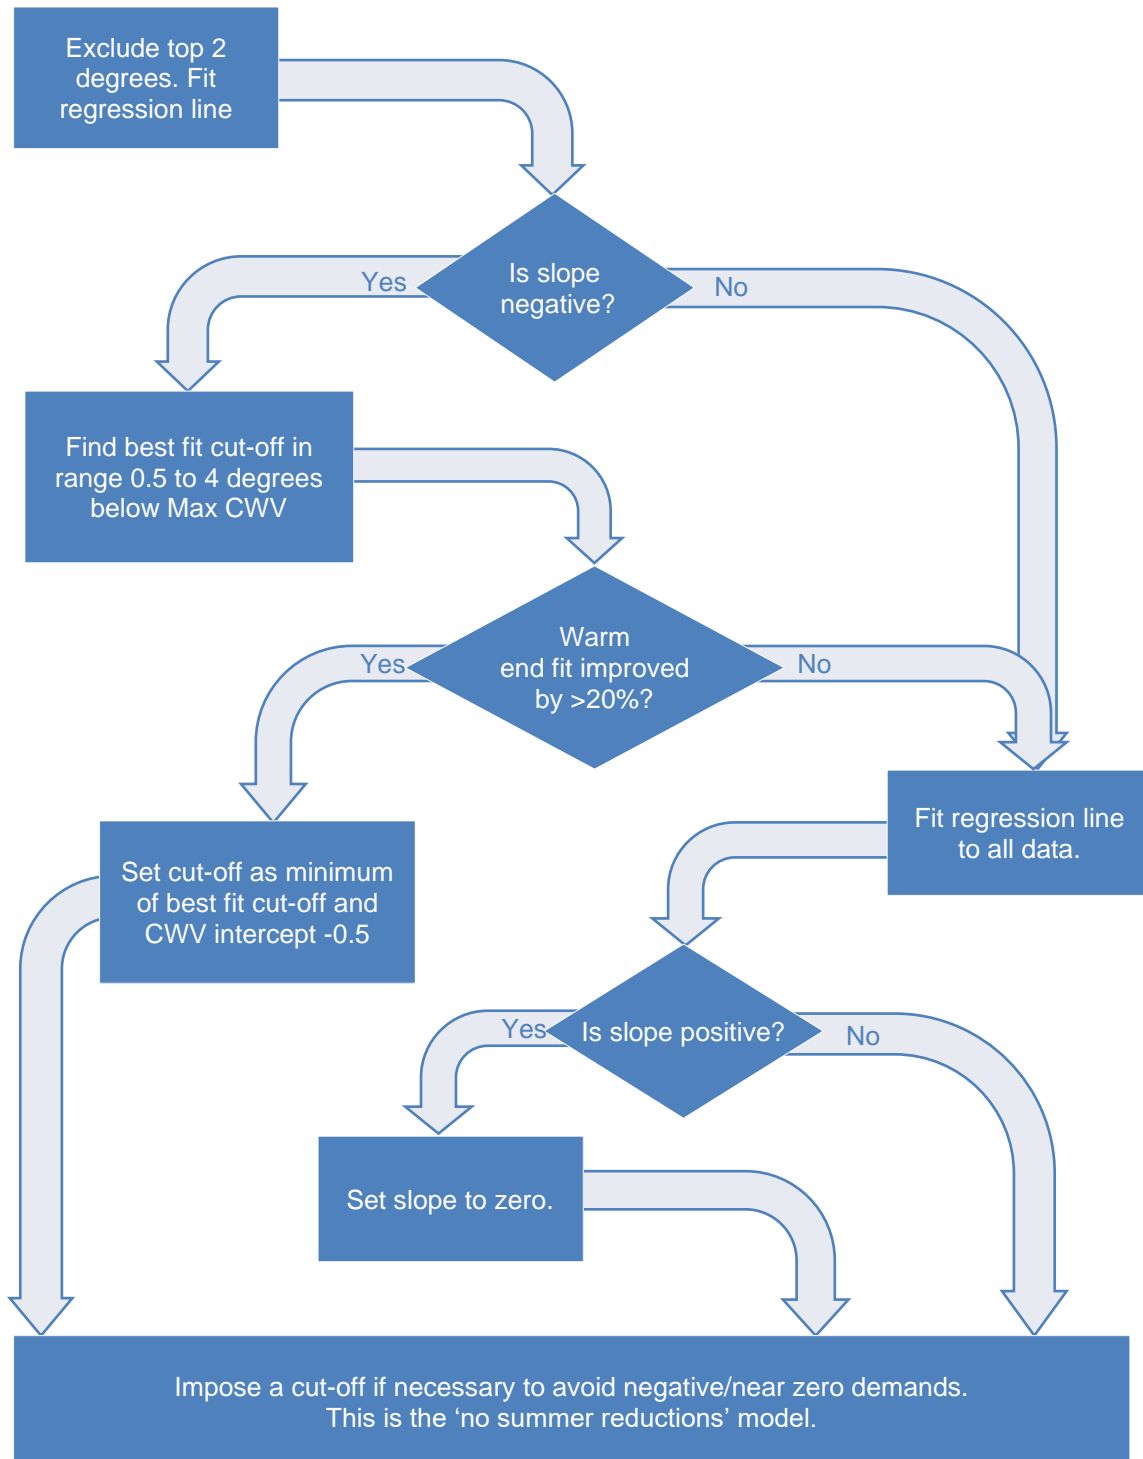 Exclude top 2
degrees. Fit
regression line
Is slope
negative?
Yes
No
Find best fit cut-off in
range 0.5 to 4 degrees
below Max CWV
Warm
end fit improved
by >20%?
Yes
No
Fit regression line
to all data.
Set cut-off as minimum
of best fit cut-off and
CWV intercept -0.5
Is slope positive?
Yes
No
Set slope to zero.
Impose a cut-off if necessary to avoid negative/near zero demands.
This is the ‘no summer reductions’ model.